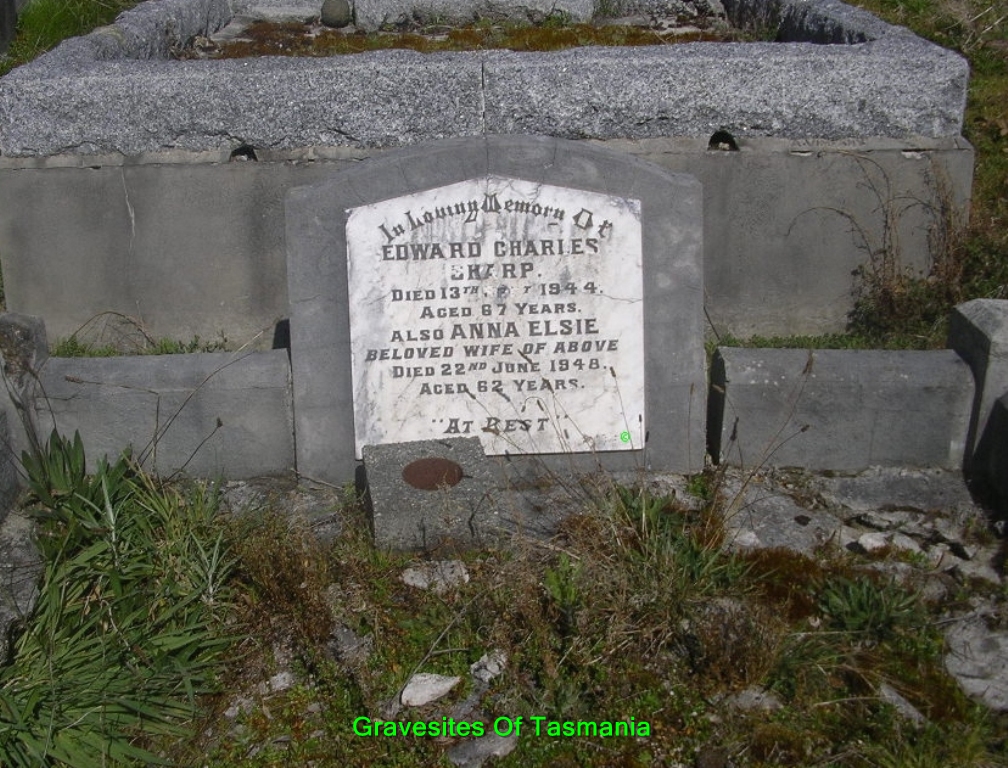 In Loving Memory Of
EDWARD CHARLES
SHARP.
DIED 13TH 1944.
AGED 67 YEARS.
ALSO ANNA ELSIE
BELOVED WIFE OF ABOVE
DIED 22ND JUNE 1948.
AGED 62 YEARS.
"AT REST"
©
Gravesites Of Tasmania